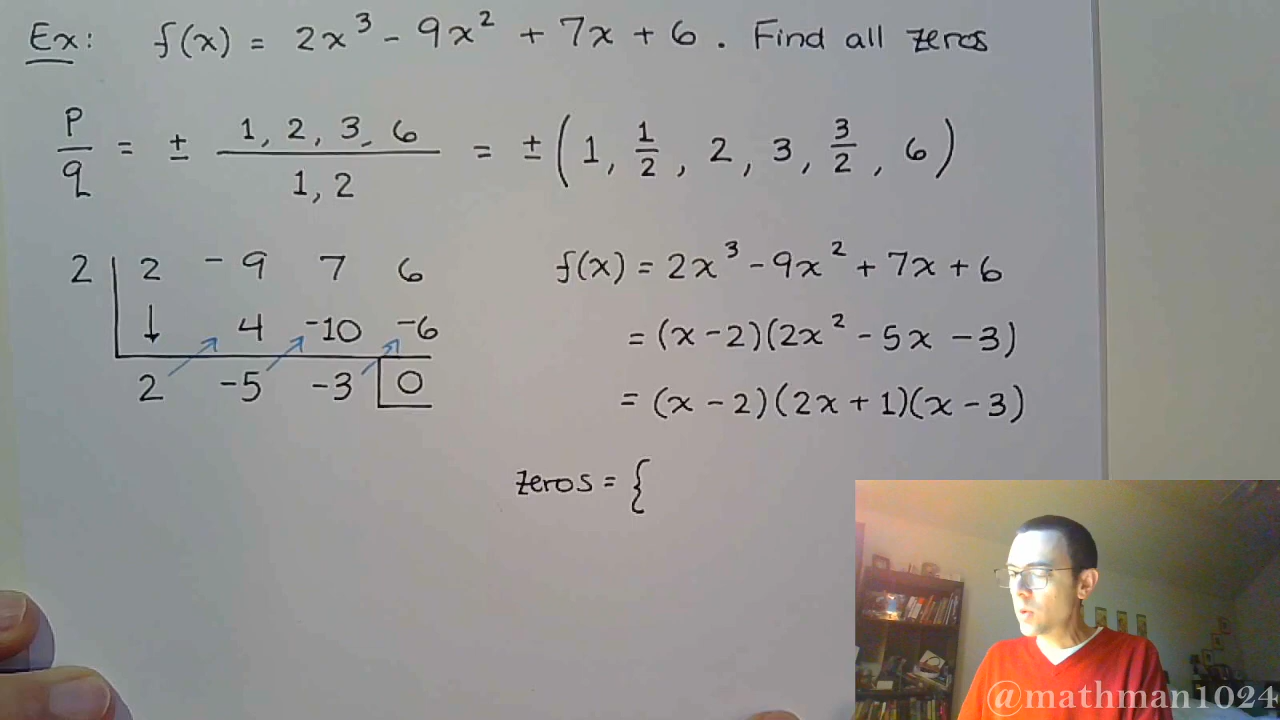 Ex: f(x) = 2x³ - 9x² + 7x + 6 . Find all zeros
p/q = ± 1, 2, 3, 6 / 1, 2 = ± (1, 1/2, 2, 3, 3/2, 6)
2 | 2 -9 7 6
↓ 4 -10 -6
2 -5 -3 0
f(x) = 2x³ - 9x² + 7x + 6
= (x - 2)(2x² - 5x - 3)
= (x - 2)(2x + 1)(x - 3)
zeros = {
@mathman1024